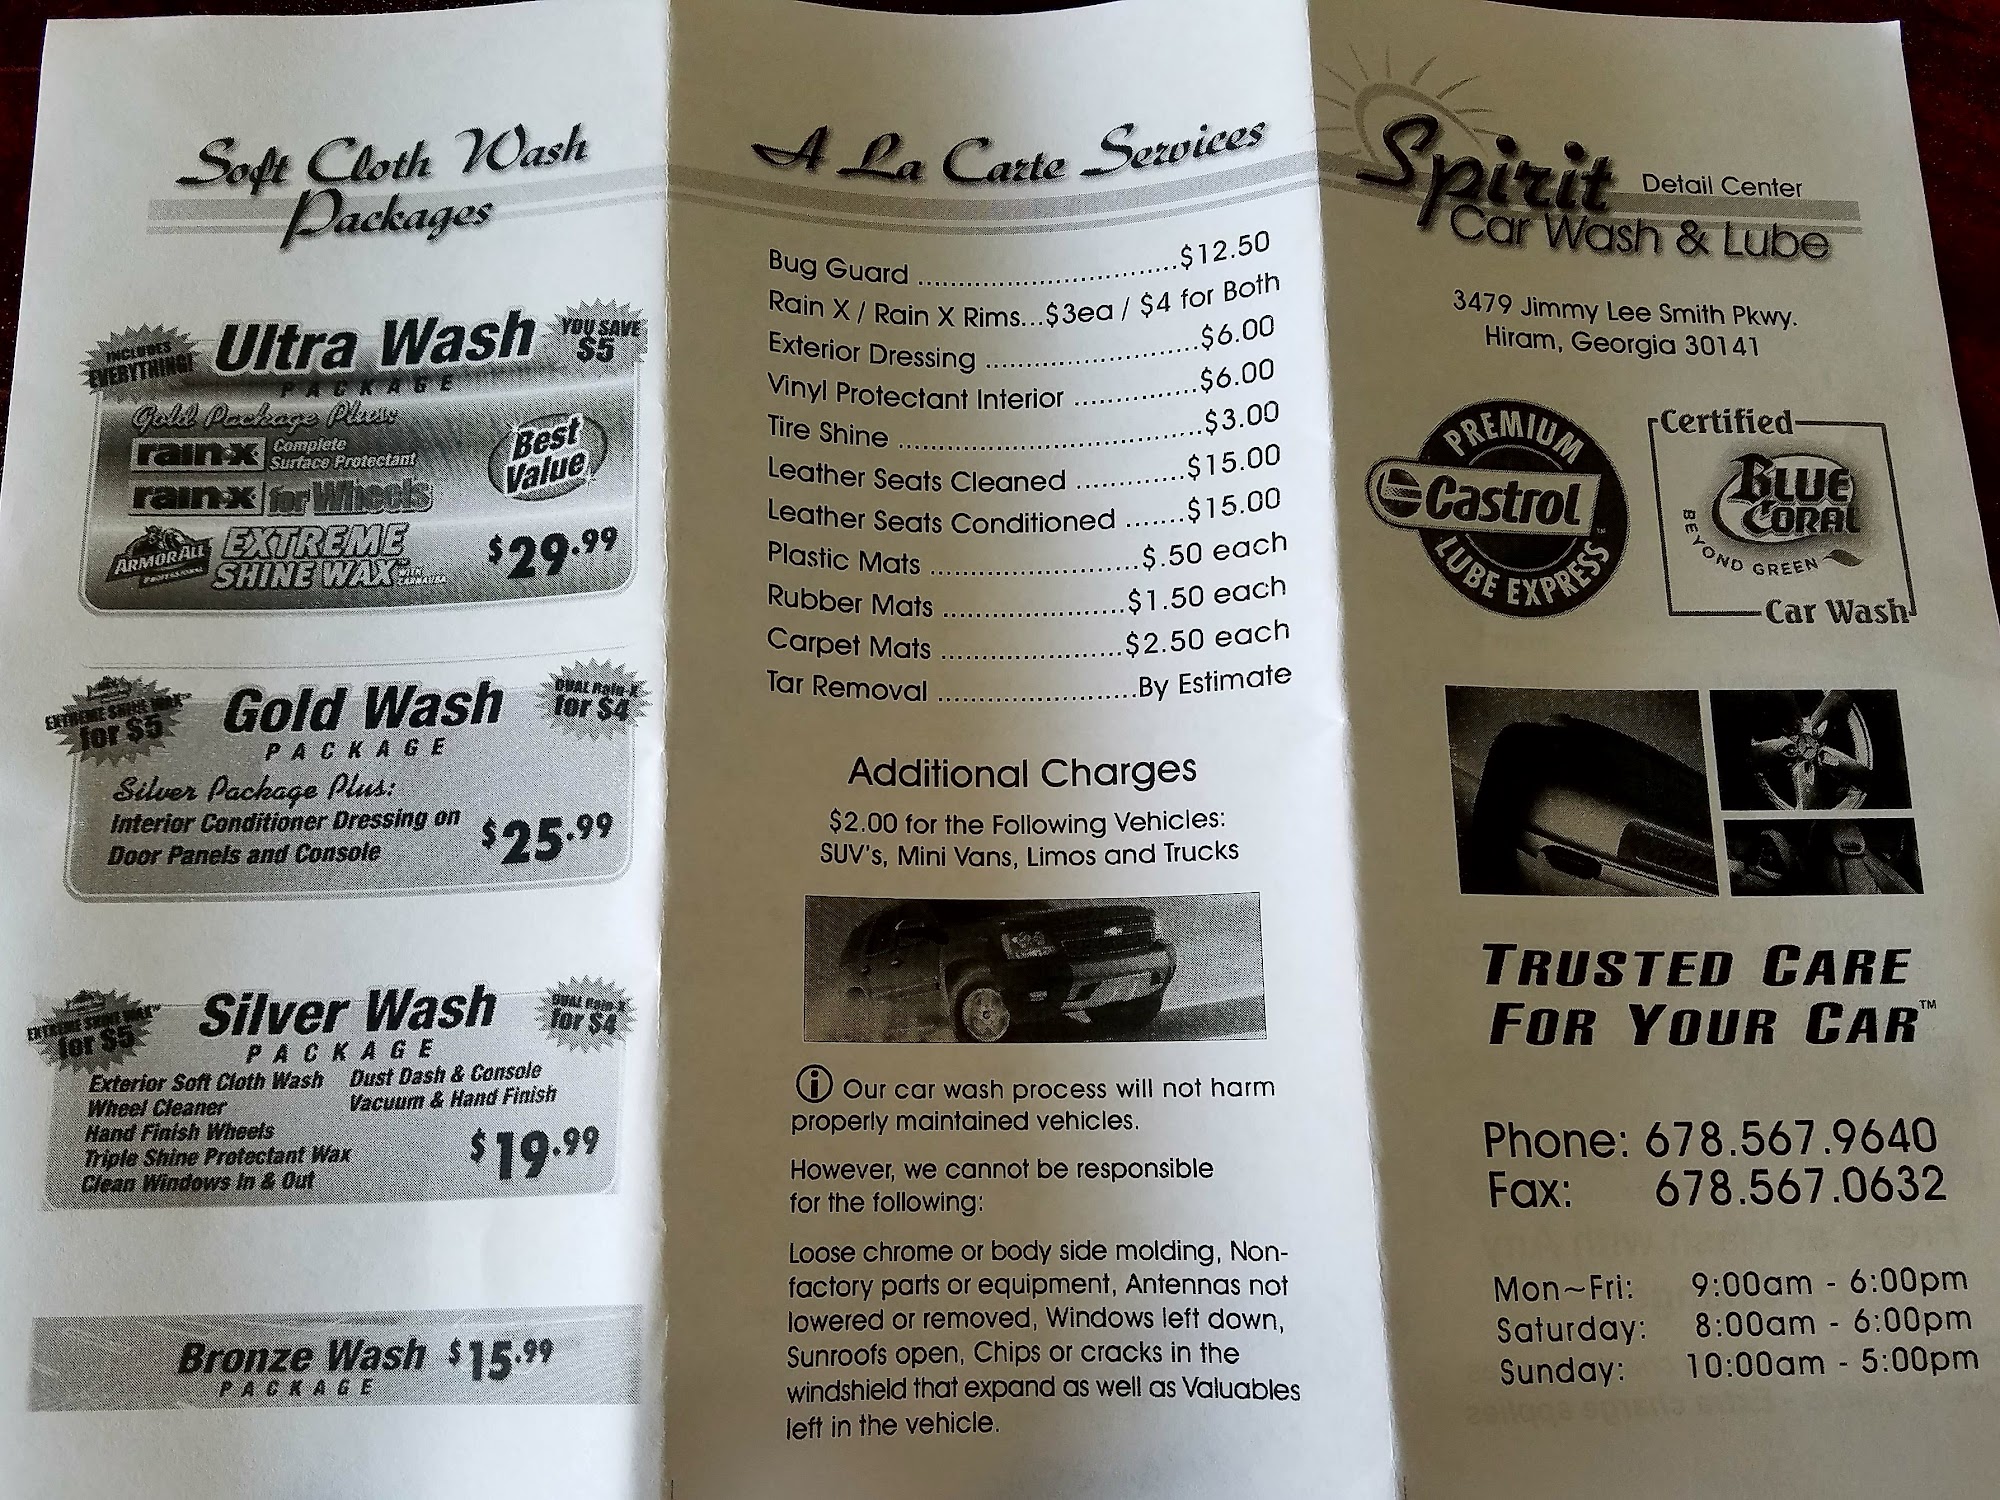 Soft Cloth Wash
Packages
INCLUDES
EVERYTHING!
Ultra Wash
PACKAGE
YOU SAVE
$5
Gold Package Plus:
rain-x Complete
Surface Protectant
rain-x for Wheels
Best
Value
ARMOR ALL
PROFESSIONAL
EXTREME
SHINE WAX WITH
CARNAUBA
$29.99
EXTREME SHINE WAX
for $5
Gold Wash
PACKAGE
DUAL Rain-X
for $4
Silver Package Plus:
Interior Conditioner Dressing on
Door Panels and Console
$25.99
EXTREME SHINE WAX
for $5
Silver Wash
PACKAGE
DUAL Rain-X
for $4
Exterior Soft Cloth Wash
Wheel Cleaner
Hand Finish Wheels
Triple Shine Protectant Wax
Clean Windows In & Out
Dust Dash & Console
Vacuum & Hand Finish
$19.99
Bronze Wash $15.99
PACKAGE
A La Carte Services
Bug Guard ................................$12.50
Rain X / Rain X Rims...$3ea / $4 for Both
Exterior Dressing ..........................$6.00
Vinyl Protectant Interior ...............$6.00
Tire Shine .....................................$3.00
Leather Seats Cleaned .............$15.00
Leather Seats Conditioned .......$15.00
Plastic Mats .........................$.50 each
Rubber Mats ......................$1.50 each
Carpet Mats ......................$2.50 each
Tar Removal ........................By Estimate
Additional Charges
$2.00 for the Following Vehicles:
SUV's, Mini Vans, Limos and Trucks
i Our car wash process will not harm
properly maintained vehicles.
However, we cannot be responsible
for the following:
Loose chrome or body side molding, Non-
factory parts or equipment, Antennas not
lowered or removed, Windows left down,
Sunroofs open, Chips or cracks in the
windshield that expand as well as Valuables
left in the vehicle.
Spirit Detail Center
Car Wash & Lube
3479 Jimmy Lee Smith Pkwy.
Hiram, Georgia 30141
PREMIUM
Castrol
LUBE EXPRESS
Certified
BLUE
CORAL
BEYOND GREEN
Car Wash
TRUSTED CARE
FOR YOUR CAR™
Phone: 678.567.9640
Fax: 678.567.0632
Mon~Fri: 9:00am - 6:00pm
Saturday: 8:00am - 6:00pm
Sunday: 10:00am - 5:00pm